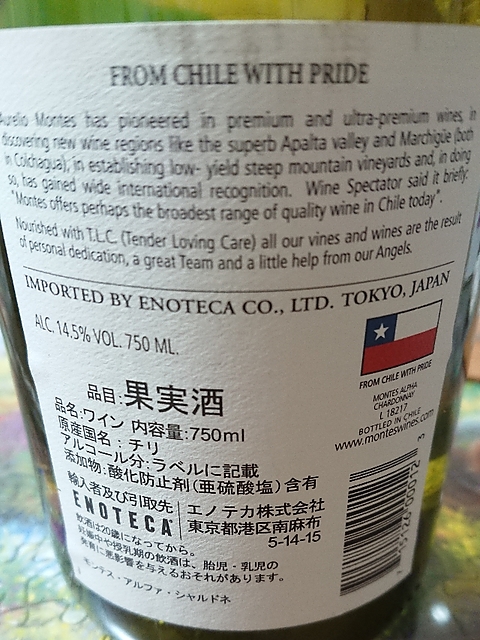 FROM CHILE WITH PRIDE
Aurelio Montes has pioneered in premium and ultra-premium wines, in
discovering new wine regions like the superb Apalta valley and Marchigüe (both
in Colchagua), in establishing low- yield steep mountain vineyards and, in doing
so, has gained wide international recognition. Wine Spectator said it briefly:
"Montes offers perhaps the broadest range of quality wine in Chile today".
Nourished with T.L.C. (Tender Loving Care) all our vines and wines are the result
of personal dedication, a great Team and a little help from our Angels.
IMPORTED BY ENOTECA CO., LTD. TOKYO, JAPAN
ALC. 14.5% VOL. 750 ML.
FROM CHILE WITH PRIDE
MONTES ALPHA
CHARDONNAY
L 18217
BOTTLED IN CHILE
www.monteswines.com
品目:果実酒
品名:ワイン 内容量:750ml
原産国名:チリ
アルコール分:ラベルに記載
添加物:酸化防止剤(亜硫酸塩)含有
輸入者及び引取先
ENOTECA
エノテカ株式会社
東京都港区南麻布
5-14-15
飲酒は20歳になってから。
妊娠中や授乳期の飲酒は、胎児・乳児の
発育に悪影響を与えるおそれがあります。
モンテス・アルファ・シャルドネ